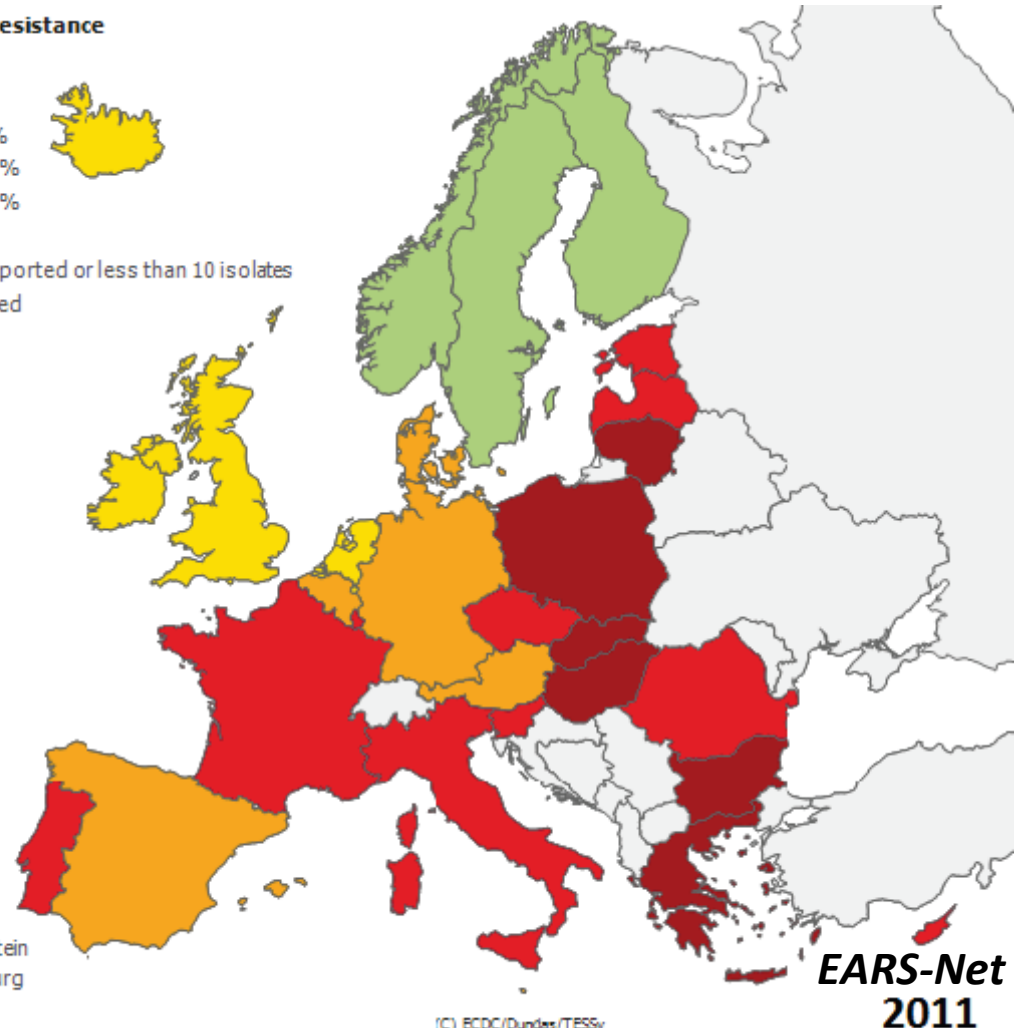 esistance
%
%
%
ported or less than 10 isolates
ed
tein
urg
EARS-Net
2011
(C) ECDC/Dundas/TESSy